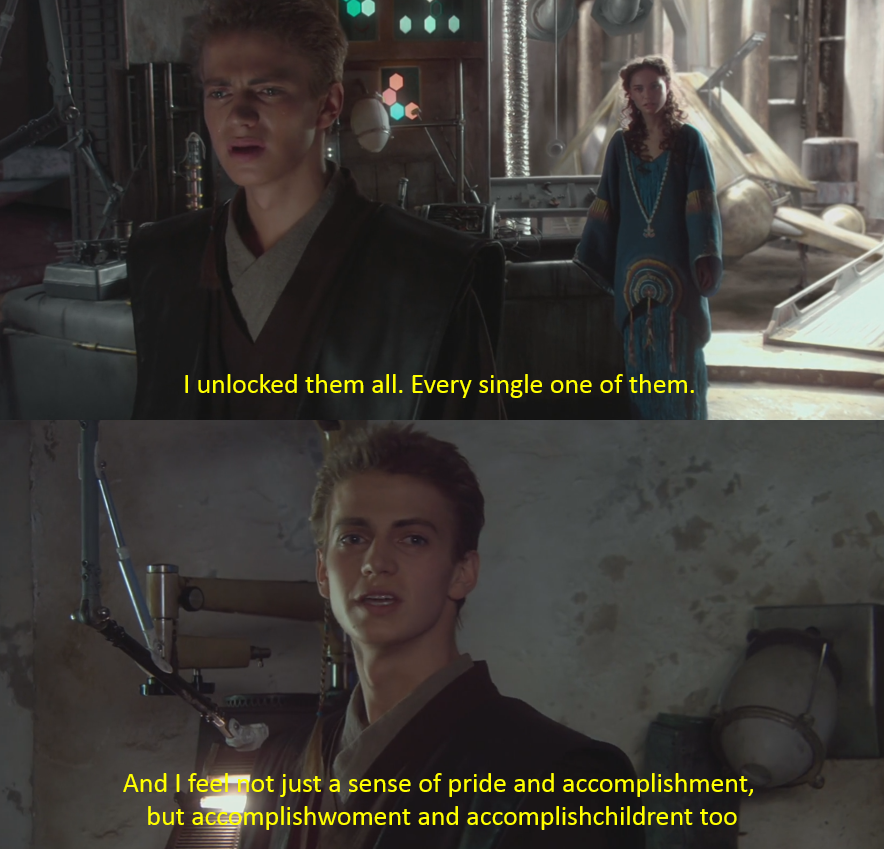 I unlocked them all. Every single one of them.
And I feel not just a sense of pride and accomplishment,
but accomplishwoment and accomplishchildrent too